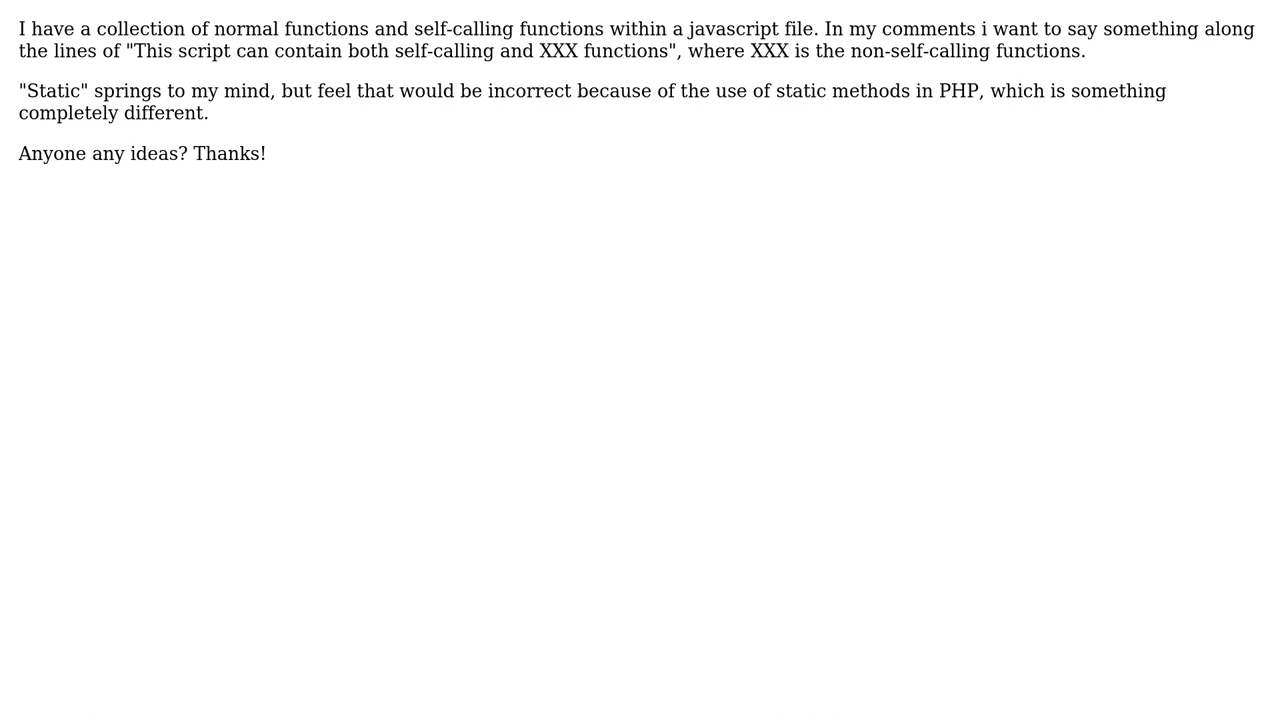 I have a collection of normal functions and self-calling functions within a javascript file. In my comments i want to say something along
the lines of "This script can contain both self-calling and XXX functions", where XXX is the non-self-calling functions.
"Static" springs to my mind, but feel that would be incorrect because of the use of static methods in PHP, which is something
completely different.
Anyone any ideas? Thanks!